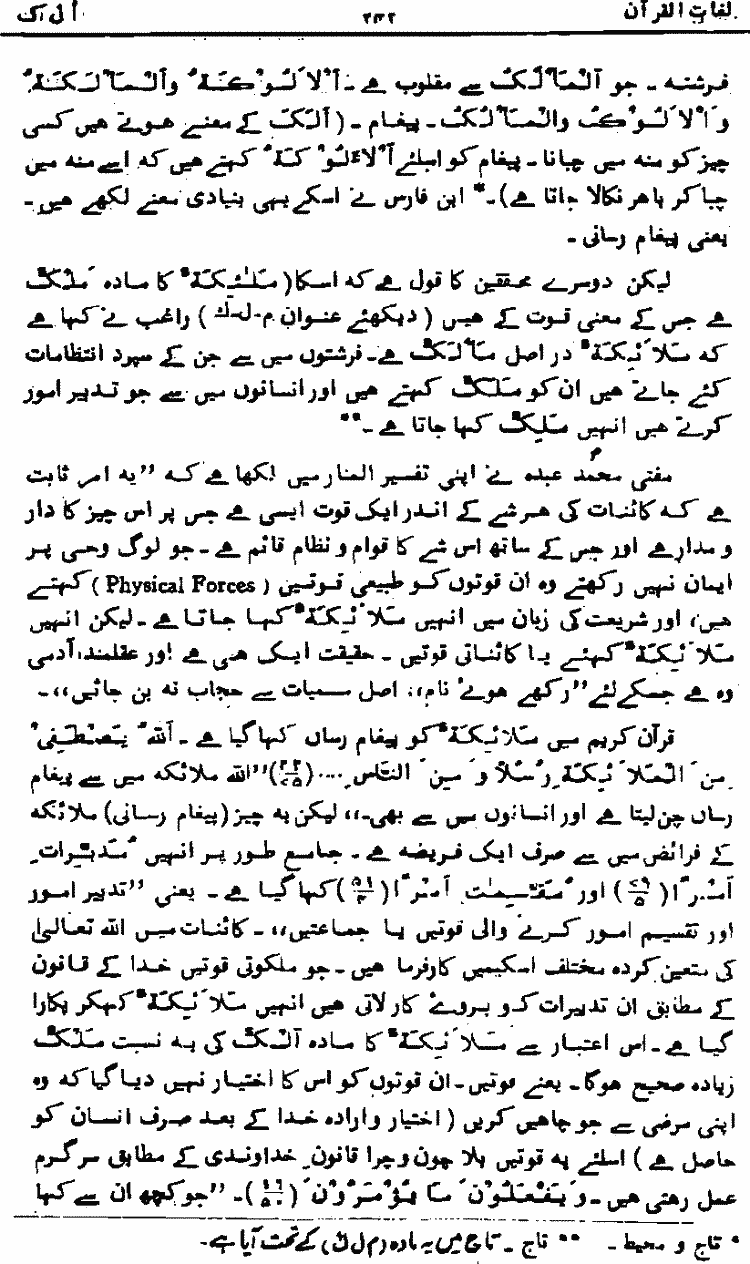 لغات القرآن ۲۴۲ أ ل ک
فرشته ۔ جو اَلْمَاْلَکُ سے مقلوب ہے ۔ اَلْاَلُوْکَةُ وَالْمَاْلَکَةُ
وَالْاَلُوْکُ وَالْمَاْلُکُ ۔ پیغام ۔ ( اَلَکَ کے معنے ہوتے ہیں کسی
چیز کو منہ میں چبانا ۔ پیغام کو اسلئے اَلْاَلُوْکَةُ کہتے ہیں کہ اسے منہ میں
چبا کر باہر نکالا جاتا ہے)۔* ابن فارس نے اسکے یہی بنیادی معنے لکھے ہیں ۔
یعنی پیغام رسانی ۔
لیکن دوسرے محققین کا قول ہے کہ اسکا ( مَلٰئِکَةٌ کا مادہ مَلَکَ
ہے جس کے معنی قوت کے ہیں ( دیکھئے عنوان م-ل-ک ) راغب نے کہا ہے
کہ مَلَائِکَةٌ در اصل مَاْلَکٌ ہے ۔ فرشتوں میں سے جن کے سپرد انتظامات
کئے جاتے ہیں ان کو مَلَکٌ کہتے ہیں اور انسانوں میں سے جو تدبیر امور
کرتے ہیں انہیں مَلِکٌ کہا جاتا ہے ۔**
مفتی محمد عبدہ نے اپنی تفسیر المنار میں لکھا ہے کہ ”یہ امر ثابت
ہے کہ کائنات کی ہر شے کے اندر ایک قوت ایسی ہے جس پر اس چیز کا دار
و مدار ہے اور جس کے ساتھ اس شے کا قوام و نظام قائم ہے ۔ جو لوگ وحی پر
ایمان نہیں رکھتے وہ ان قوتوں کو طبیعی قوتیں ( Physical Forces ) کہتے
ہیں، اور شریعت کی زبان میں انہیں مَلَائِکَةٌ کہا جاتا ہے ۔ لیکن انہیں
مَلَائِکَةٌ کہئے یا کائناتی قوتیں ۔ حقیقت ایک ہی ہے اور عقلمند آدمی
وہ ہے جسکے لئے ”رکھے ہوئے نام“ اصل مسمیات سے حجاب نہ بن جائیں“ ۔
قرآن کریم میں مَلَائِکَةٌ کو پیغام رساں کہا گیا ہے ۔ اَللّٰهُ یَصْطَفِیْ
مِنَ الْمَلَائِکَةِ رُسُلًا وَّ مِنَ النَّاسِ .... (۲۲/۷۵) ”اللہ ملائکہ میں سے پیغام
رساں چن لیتا ہے اور انسانوں میں سے بھی ۔“ لیکن یہ چیز (پیغام رسانی) ملائکہ
کے فرائض میں سے صرف ایک فریضہ ہے ۔ جامع طور پر انہیں مُدَبِّرَاتِ
اَمْرًا (۷۹/۵) اور مُقَسِّمٰتِ اَمْرًا (۵۱/۴) کہا گیا ہے ۔ یعنی ”تدبیر امور
اور تقسیم امور کرنے والی قوتیں یا جماعتیں“ ۔ کائنات میں اللہ تعالیٰ
کی متعین کردہ مختلف اسکیمیں کارفرما ہیں ۔ جو ملکوتی قوتیں خدا کے قانون
کے مطابق ان تدبیرات کو بروئے کار لاتی ہیں انہیں مَلَائِکَةٌ کہکر پکارا
گیا ہے ۔ اس اعتبار سے مَلَائِکَةٌ کا مادہ اَلَکَ کی بہ نسبت مَلَکَ
زیادہ صحیح ہوگا ۔ یعنے قوتیں ۔ ان قوتوں کو اس کا اختیار نہیں دیا گیا کہ وہ
اپنی مرضی سے جو چاہیں کریں ( اختیار و ارادہ خدا کے بعد صرف انسان کو
حاصل ہے ) اسلئے یہ قوتیں بلا چون و چرا قانونِ خداوندی کے مطابق سرگرم
عمل رہتی ہیں ۔ وَیَفْعَلُوْنَ مَا یُؤْمَرُوْنَ (۱۶/۵۰) ۔ ”جو کچھ ان سے کہا
* تاج و محیط ۔ ** تاج ۔ تاج میں یہ مادہ (م ل ک) کے تحت آیا ہے ۔